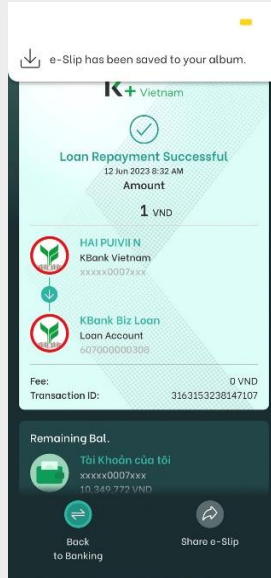 e-Slip has been saved to your album.
K+ Vietnam
Loan Repayment Successful
12 Jun 2023 8:32 AM
Amount
1 VND
HAI PUIVII N
KBank Vietnam
xxxxx0007xxx
KBank Biz Loan
Loan Account
607000000308
Fee: 0 VND
Transaction ID: 3163153238147107
Remaining Bal.
Tài Khoản của tôi
xxxxx0007xxx
10,349,772 VND
Back
to Banking
Share e-Slip